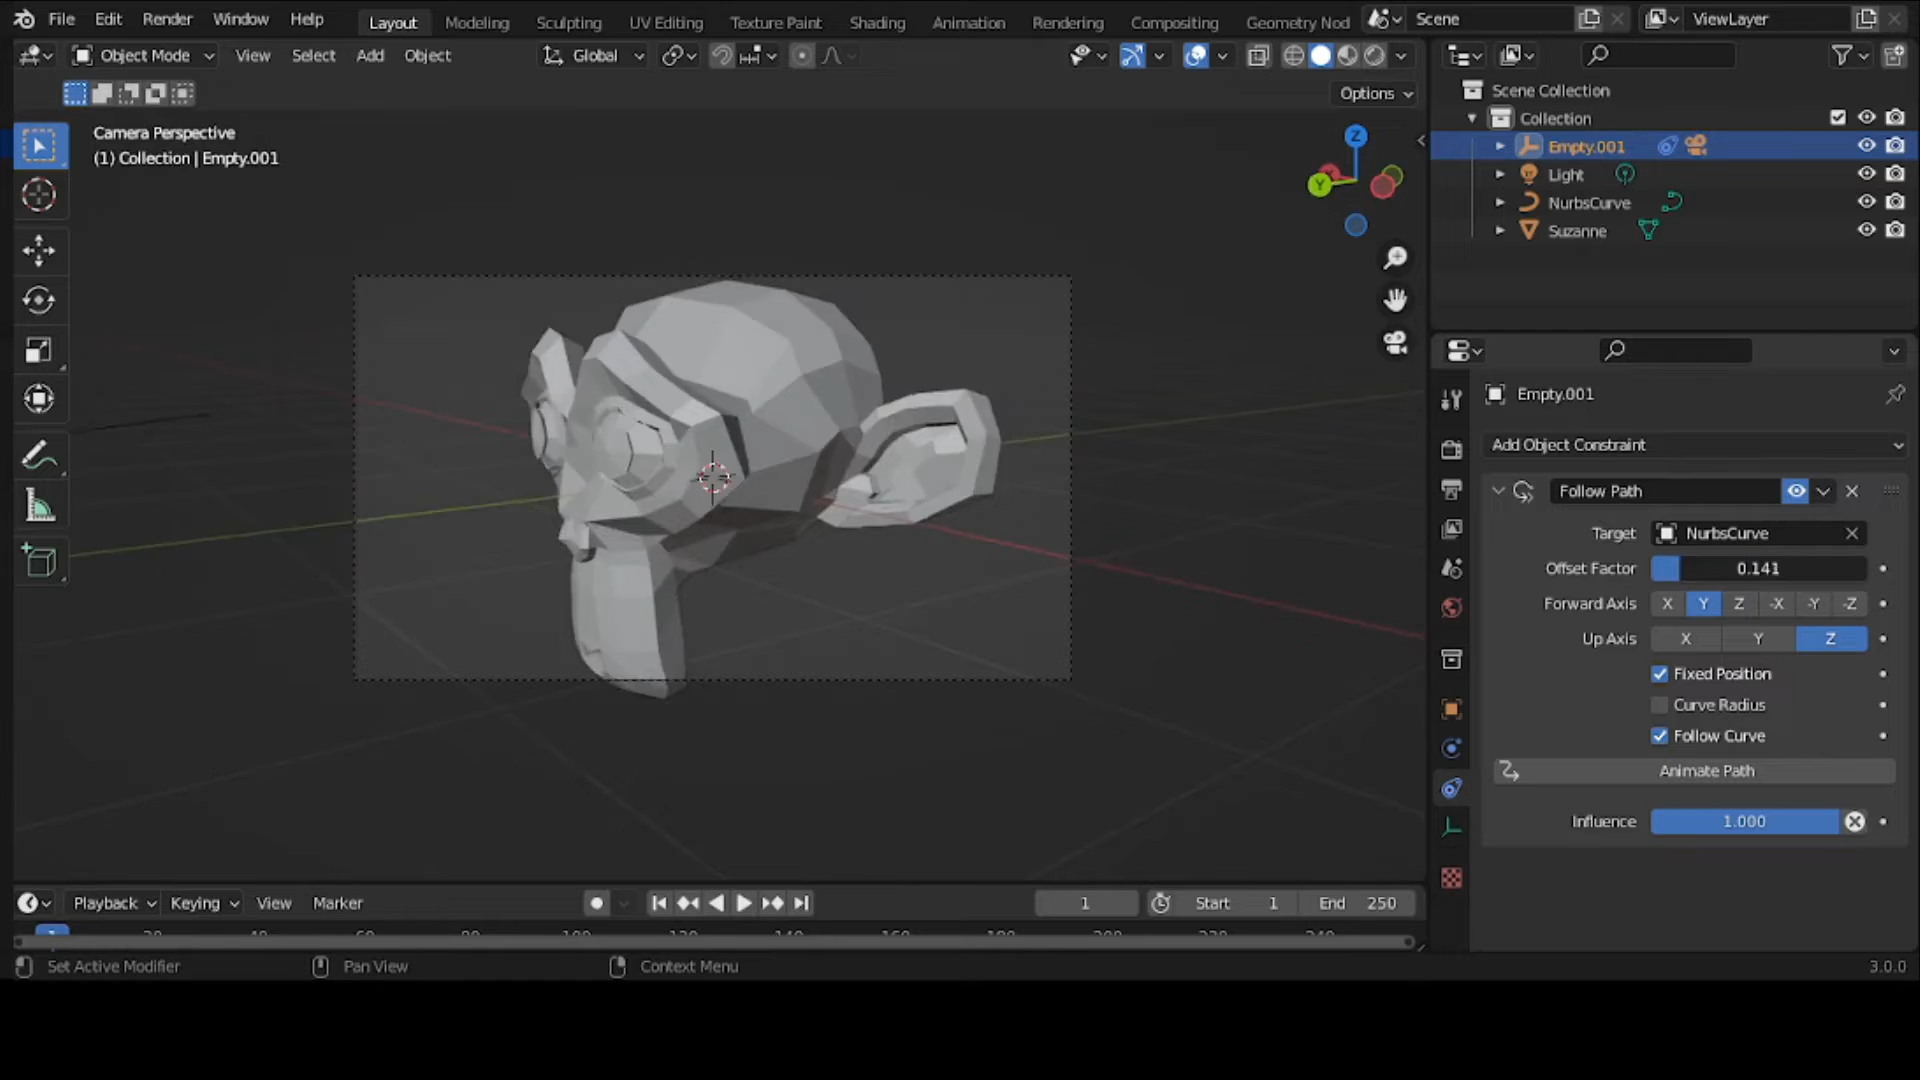 File Edit Render Window Help Layout Modeling Sculpting UV Editing Texture Paint Shading Animation Rendering Compositing Geometry Nod Scene ViewLayer
Object Mode View Select Add Object Global
Options
Camera Perspective
(1) Collection | Empty.001
Z
X
Y
Scene Collection
Collection
Empty.001
Light
NurbsCurve
Suzanne
Empty.001
Add Object Constraint
Follow Path
Target NurbsCurve
Offset Factor 0.141
Forward Axis X Y Z -X -Y -Z
Up Axis X Y Z
Fixed Position
Curve Radius
Follow Curve
Animate Path
Influence 1.000
Playback Keying View Marker 1 Start 1 End 250
Set Active Modifier Pan View Context Menu 3.0.0